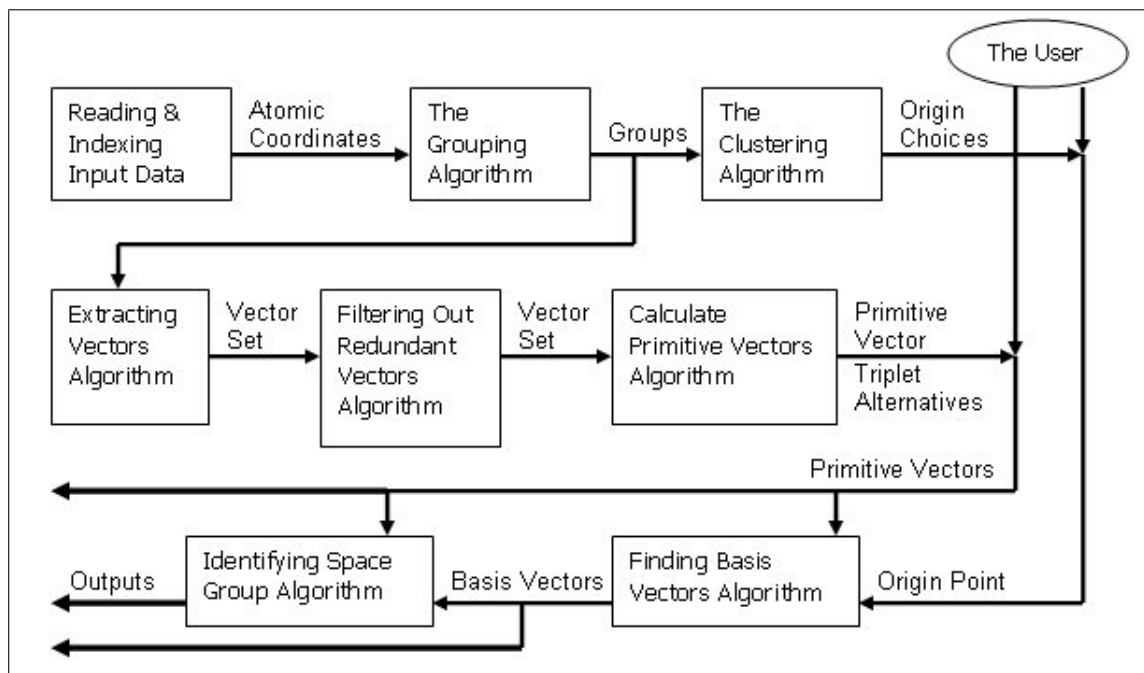 The User
Reading &
Indexing
Input Data
Atomic
Coordinates
The
Grouping
Algorithm
Groups
The
Clustering
Algorithm
Origin
Choices
Extracting
Vectors
Algorithm
Vector
Set
Filtering Out
Redundant
Vectors
Algorithm
Vector
Set
Calculate
Primitive Vectors
Algorithm
Primitive
Vector
Triplet
Alternatives
Primitive Vectors
Outputs
Identifying Space
Group Algorithm
Basis Vectors
Finding Basis
Vectors Algorithm
Origin Point